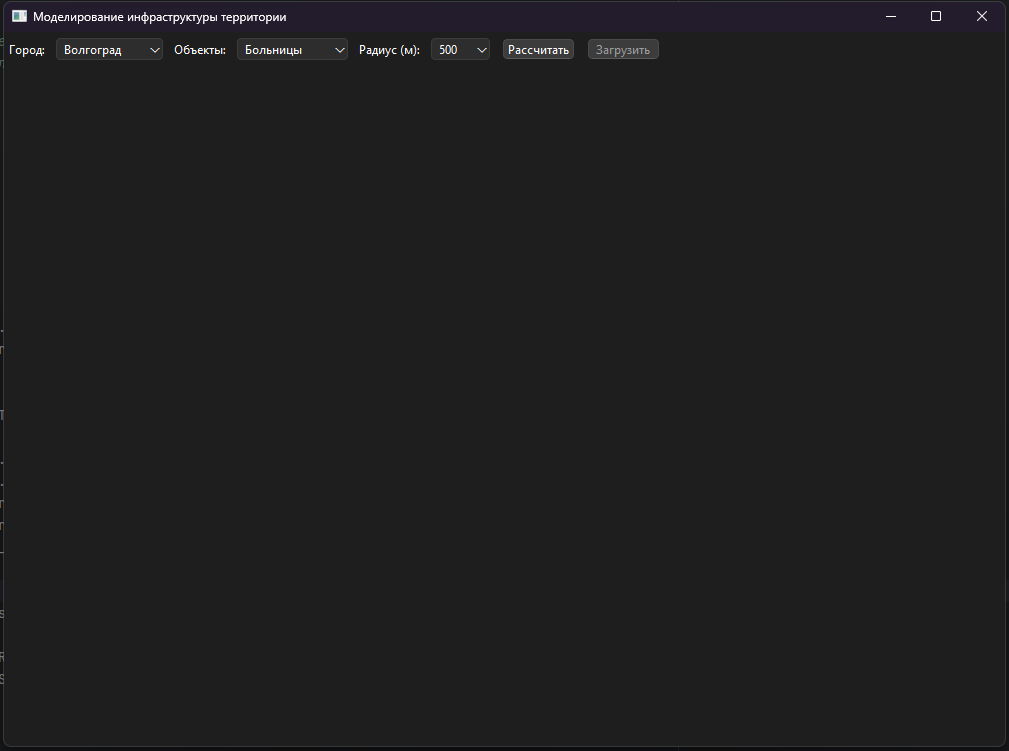 Моделирование инфраструктуры территории
Город: Волгоград Объекты: Больницы Радиус (м): 500 Рассчитать Загрузить